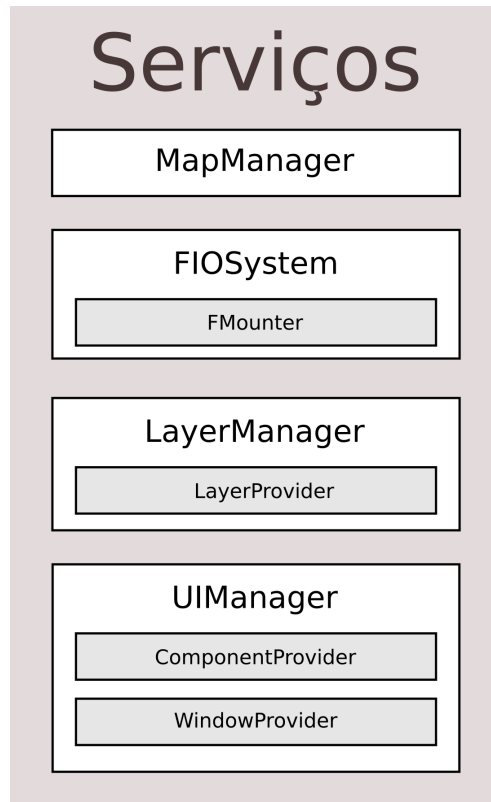 Serviços
MapManager
FIOSystem
FMounter
LayerManager
LayerProvider
UIManager
ComponentProvider
WindowProvider